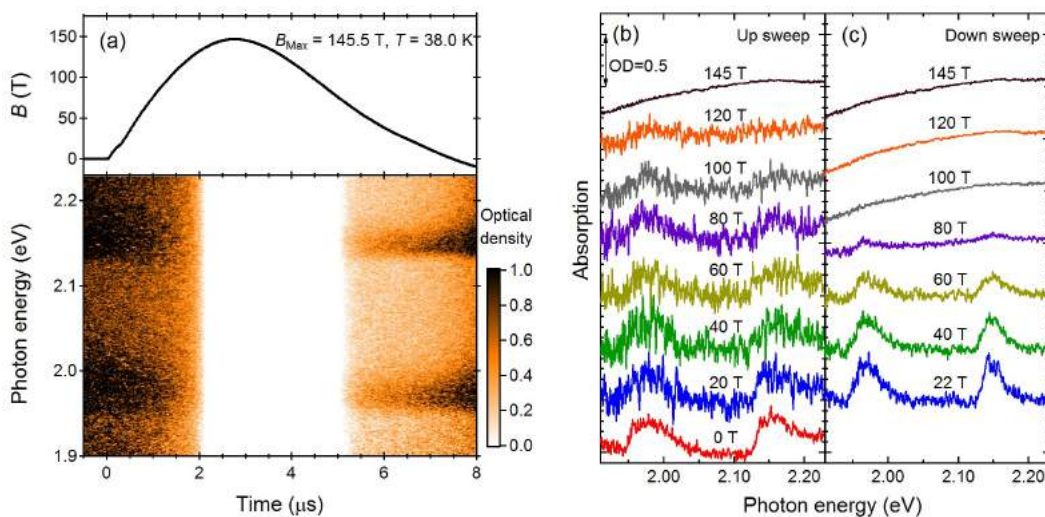 (a)
B_Max = 145.5 T, T = 38.0 K
150
100
50
0
B (T)
2.2
2.1
2.0
1.9
Photon energy (eV)
0 2 4 6 8
Time (μs)
Optical
density
1.0
0.8
0.6
0.4
0.2
0.0
(b) Up sweep
OD=0.5
145 T
120 T
100 T
80 T
60 T
40 T
20 T
0 T
Absorption
2.00 2.10 2.20
(c) Down sweep
145 T
120 T
100 T
80 T
60 T
40 T
22 T
2.00 2.10 2.20
Photon energy (eV)